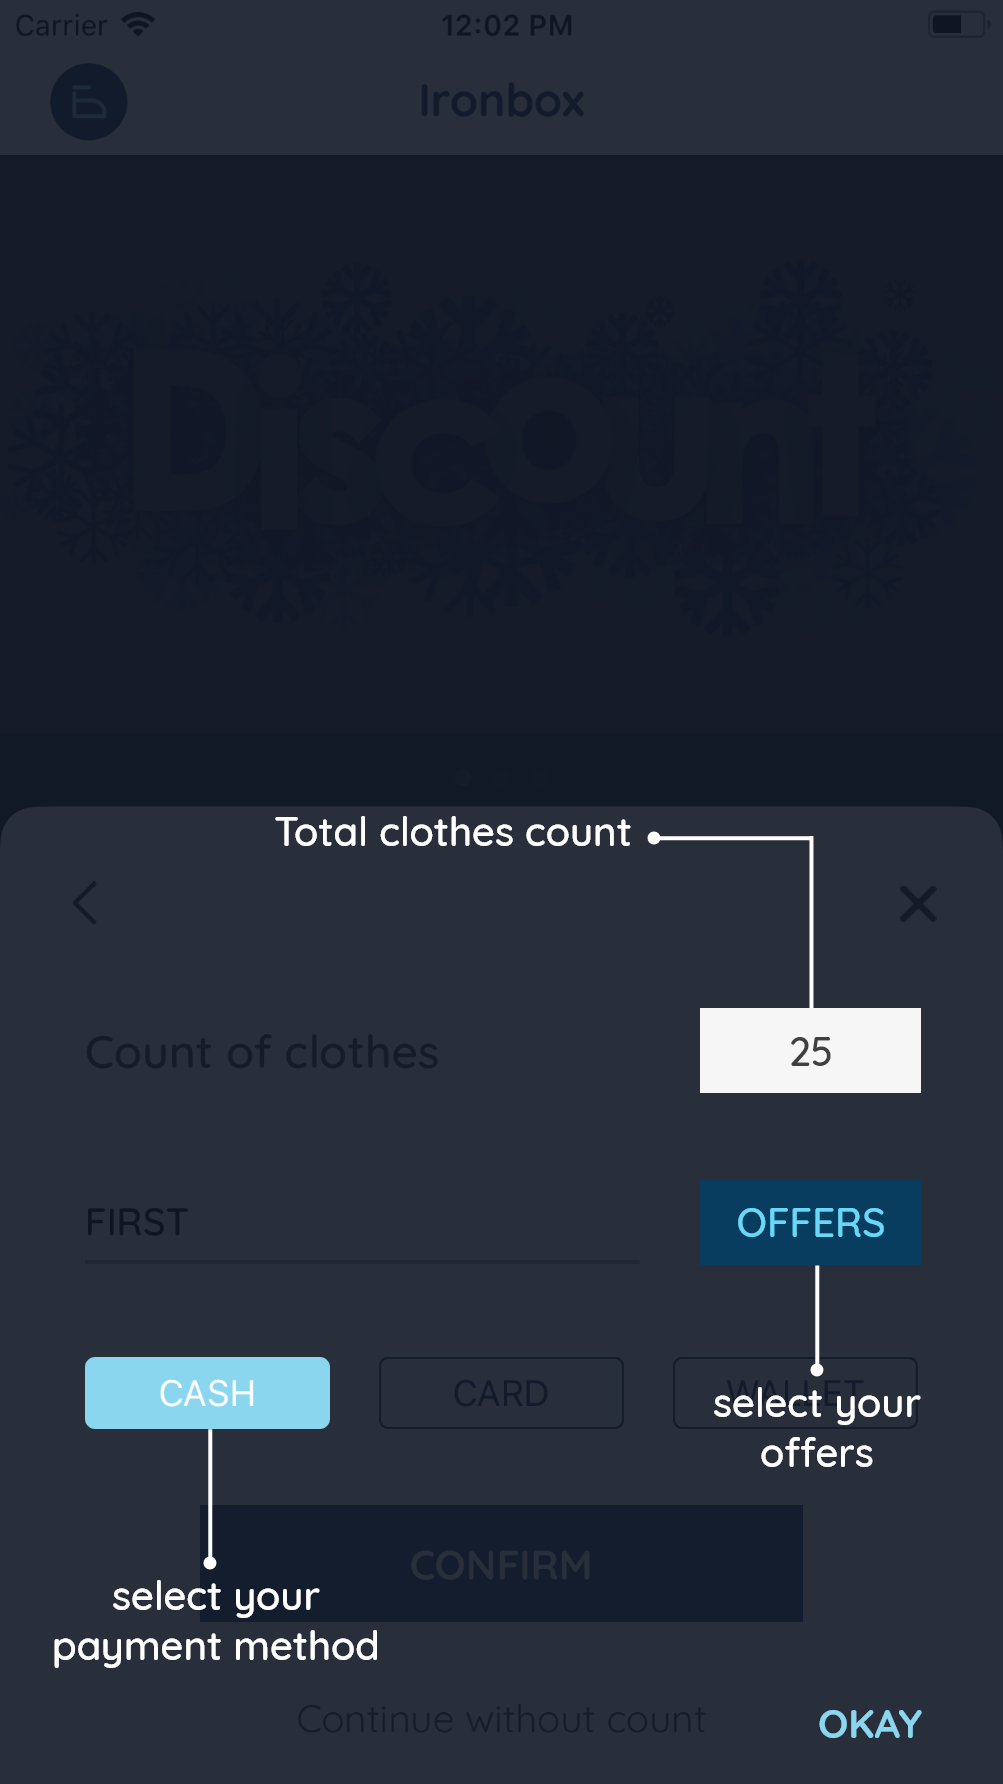 Carrier 12:02 PM
Ironbox
Discount
Total clothes count
Count of clothes 25
FIRST OFFERS
CASH CARD WALLET
select your
offers
CONFIRM
select your
payment method
Continue without count OKAY